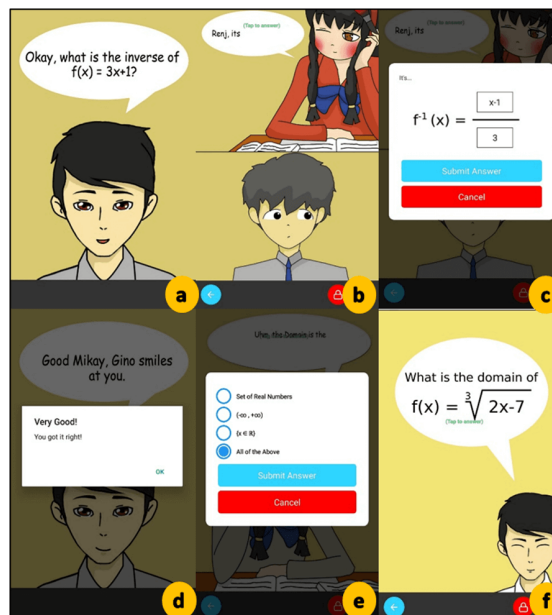 Okay, what is the inverse of
f(x) = 3x+1?
a
(Tap to answer)
Renj, its
b
(Tap to answer)
Renj, its
It's...
f⁻¹ (x) =
x-1
3
Submit Answer
Cancel
c
Good Mikay, Gino smiles
at you.
Very Good!
You got it right!
OK
d
the Domain is the
Set of Real Numbers
(-∞ , +∞)
{x ∈ ℝ}
All of the Above
Submit Answer
Cancel
e
What is the domain of
f(x) = ∛2x-7
(Tap to answer)
f